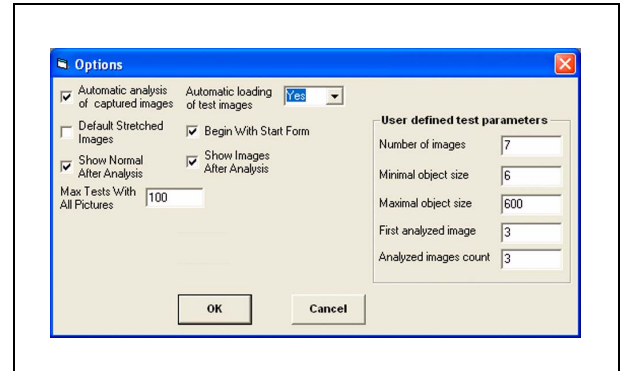 Options
Automatic analysis
of captured images
Automatic loading
of test images
Yes
Default Stretched
Images
Begin With Start Form
Show Normal
After Analysis
Show Images
After Analysis
Max Tests With
All Pictures
100
User defined test parameters
Number of images 7
Minimal object size 6
Maximal object size 600
First analyzed image 3
Analyzed images count 3
OK Cancel